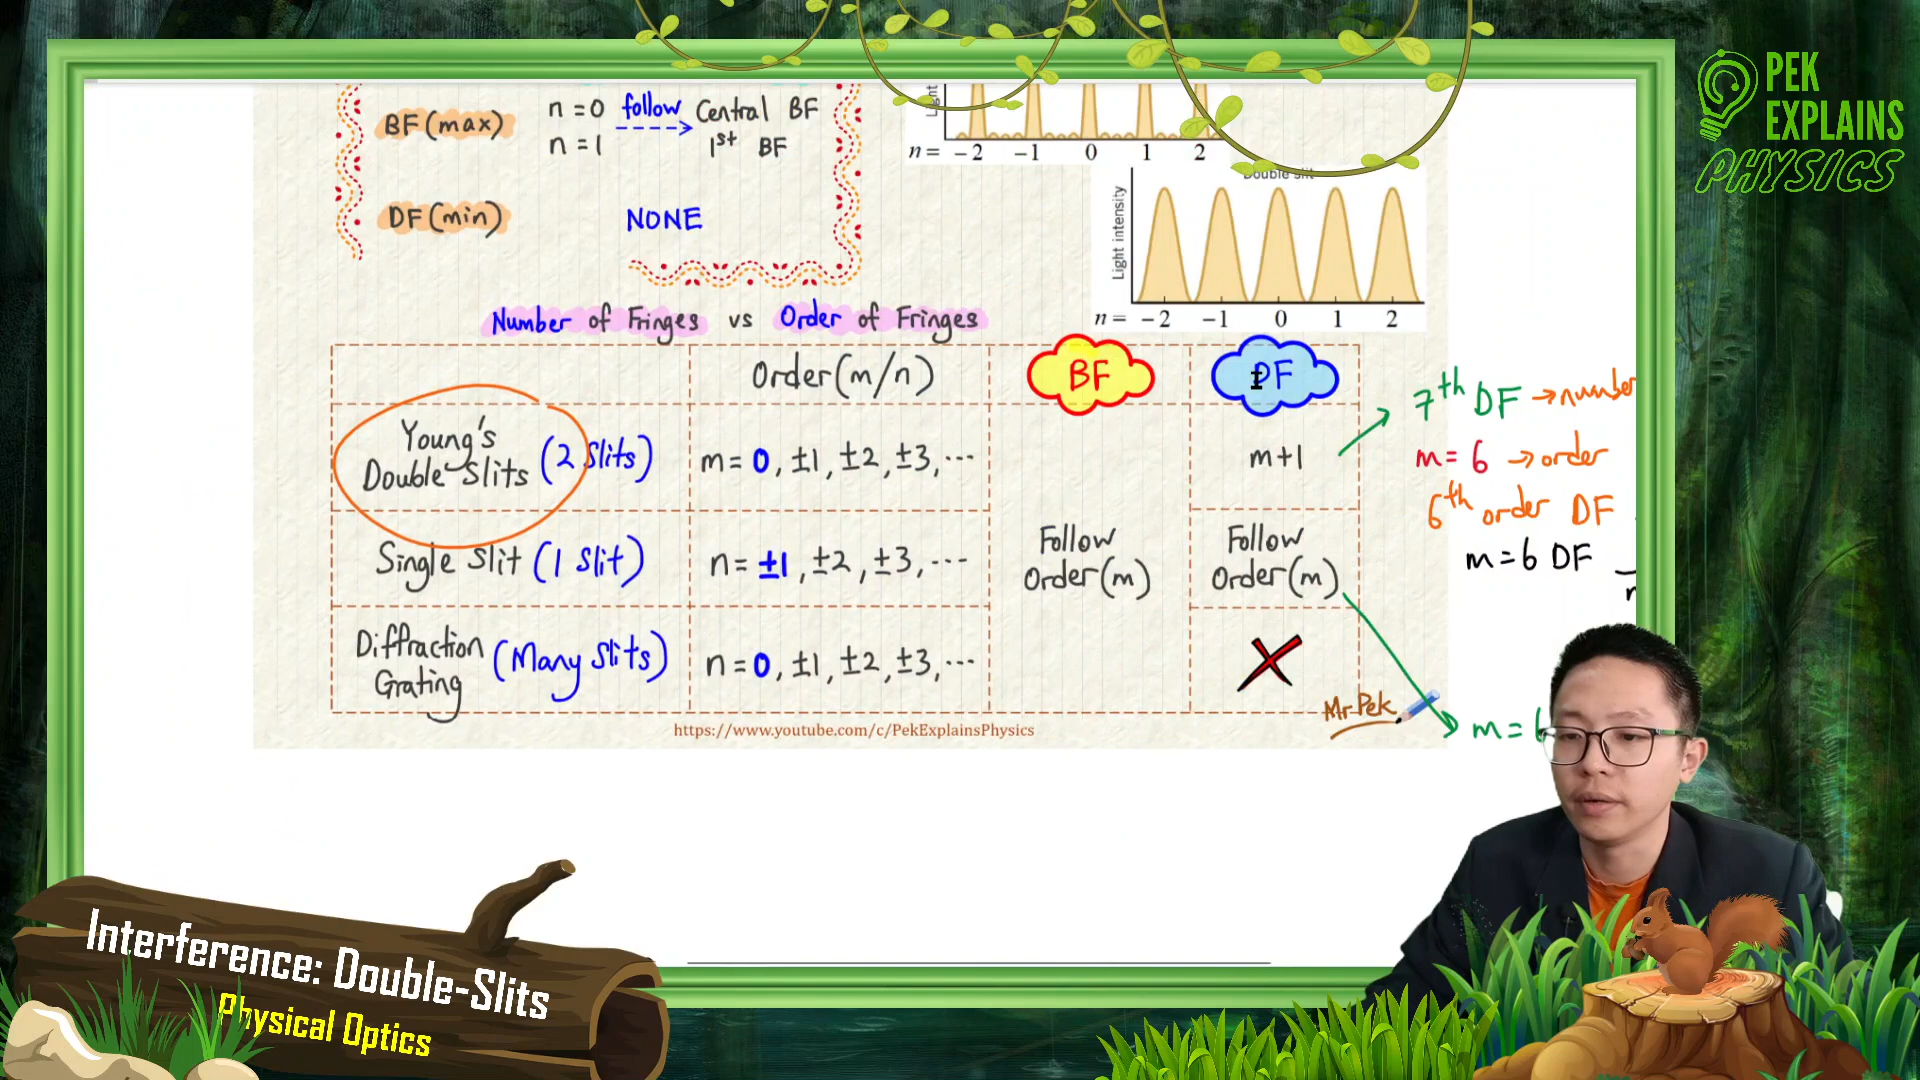 PEK
EXPLAINS
PHYSICS
BF (max)
n = 0 follow Central BF
n = 1 1st BF
DF (min)
NONE
n = -2 -1 0 1 2
Double slit
Light intensity
n = -2 -1 0 1 2
Number of Fringes vs Order of Fringes
Order (m/n)
BF
DF
Young's
Double Slits (2 Slits)
m = 0, ±1, ±2, ±3, ...
m+1
Single Slit (1 Slit)
n = ±1, ±2, ±3, ...
Follow
Order (m)
Follow
Order (m)
Diffraction
Grating (Many Slits)
n = 0, ±1, ±2, ±3, ...
7th DF → number
m = 6 → order
6th order DF
m = 6 DF
m = 6
Mr Pek
https://www.youtube.com/c/PekExplainsPhysics
Interference: Double-Slits
Physical Optics